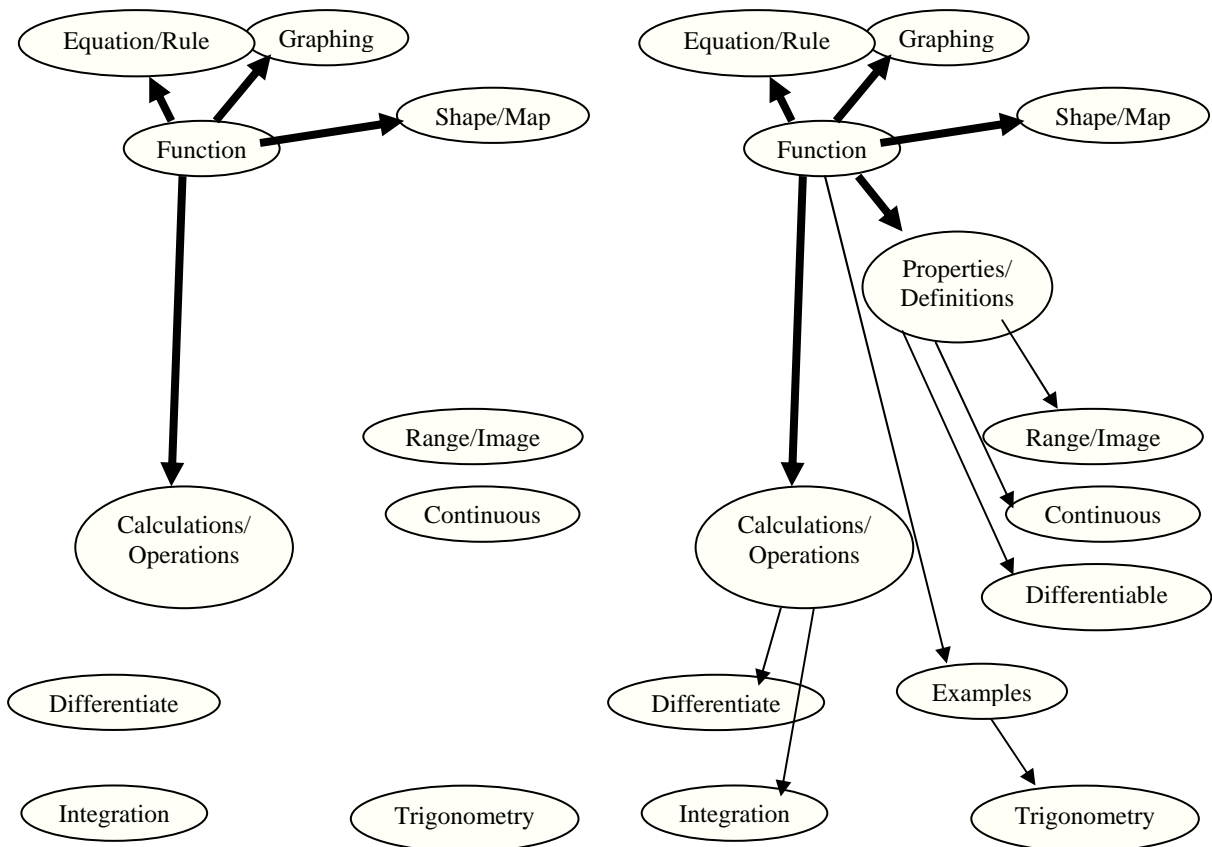 Equation/Rule
Graphing
Shape/Map
Function
Range/Image
Continuous
Calculations/
Operations
Differentiate
Integration
Trigonometry
Equation/Rule
Graphing
Shape/Map
Function
Properties/
Definitions
Range/Image
Continuous
Calculations/
Operations
Differentiable
Differentiate
Examples
Integration
Trigonometry